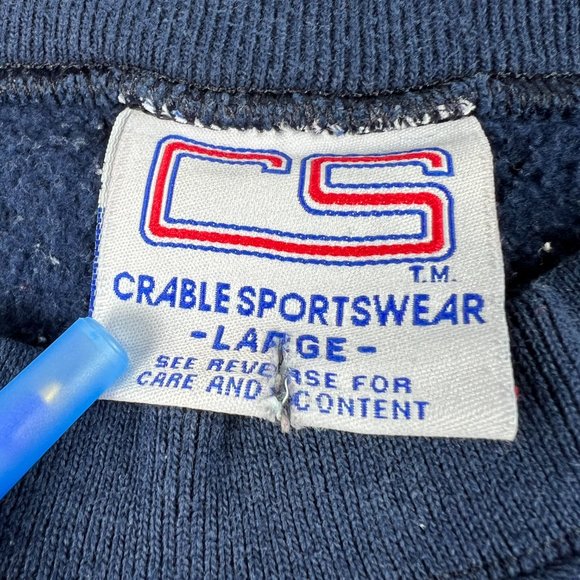 CS
T.M.
CRABLE SPORTSWEAR
-LARGE-
SEE REVERSE FOR
CARE AND CONTENT